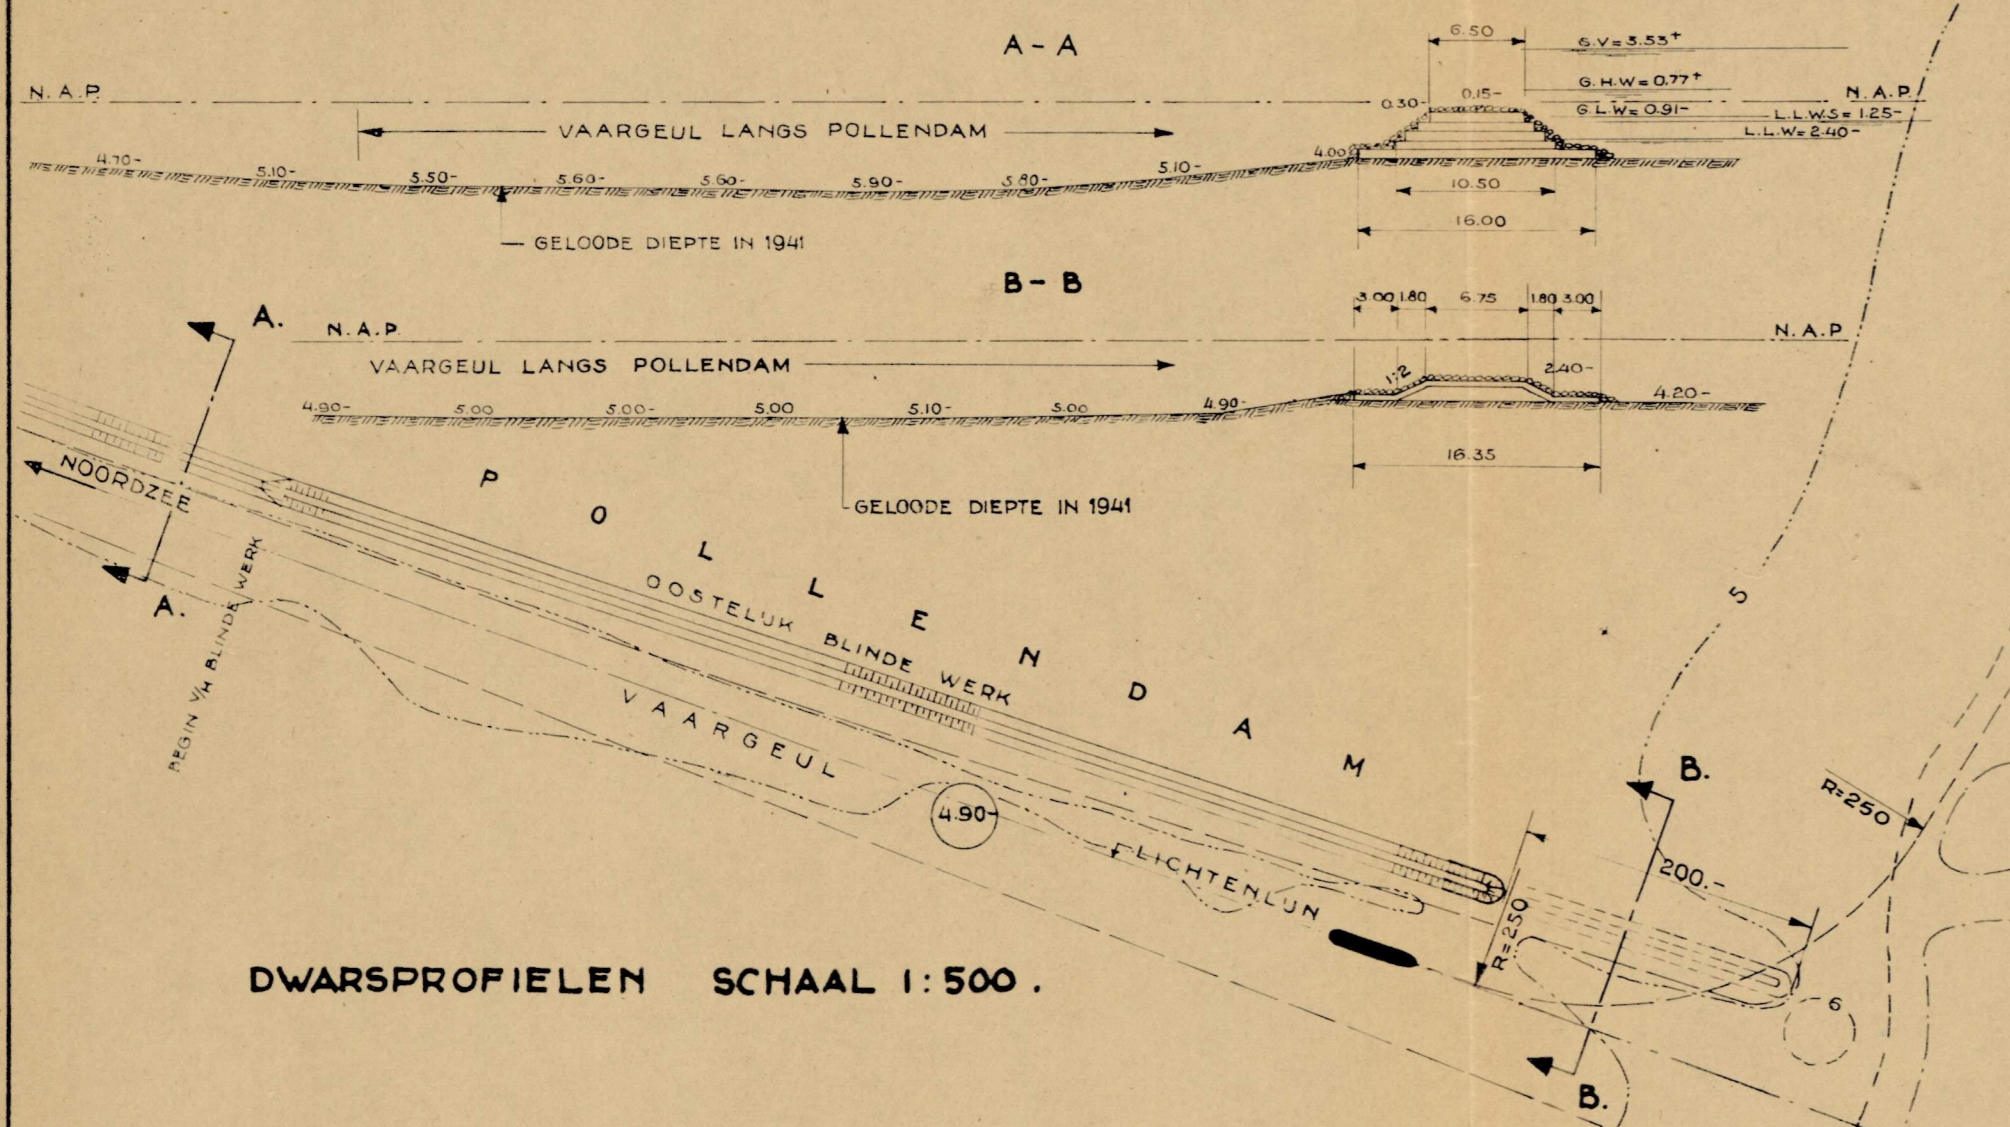 A - A
6.50
G.V = 3.53+
G.H.W = 0.77+
N.A.P.
N.A.P.
0.30-
0.15-
G.L.W = 0.91-
L.L.W.S = 1.25-
L.L.W = 2.40-
VAARGEUL LANGS POLLENDAM
4.70-
5.10-
5.50-
5.60-
5.60-
5.90-
5.80-
5.10-
4.00
10.50
16.00
GELOODE DIEPTE IN 1941
B - B
3.00 1.80 6.75 1.80 3.00
A.
N.A.P.
N.A.P
VAARGEUL LANGS POLLENDAM
1:2
2.40-
4.90-
5.00
5.00-
5.00
5.10-
5.00
4.90-
4.20-
16.35
GELOODE DIEPTE IN 1941
NOORDZEE
A.
BEGIN V/H BLINDE WERK
POLLENDAM
OOSTELIJK BLINDE WERK
VAARGEUL
4.90-
LICHTENLIJN
5
B.
R=250
200.-
R=250
6
B.
DWARSPROFIELEN SCHAAL 1:500.